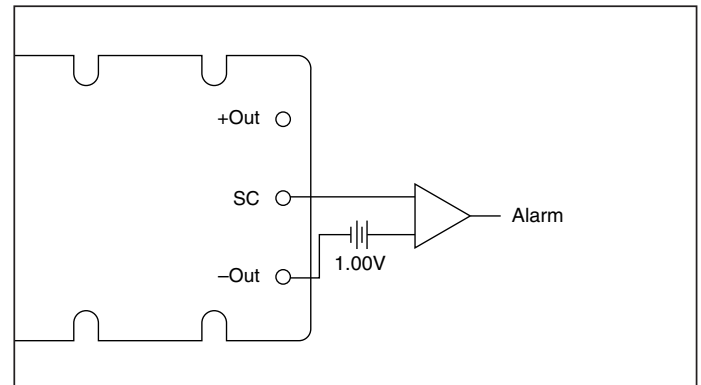 +Out
SC
–Out
1.00V
Alarm